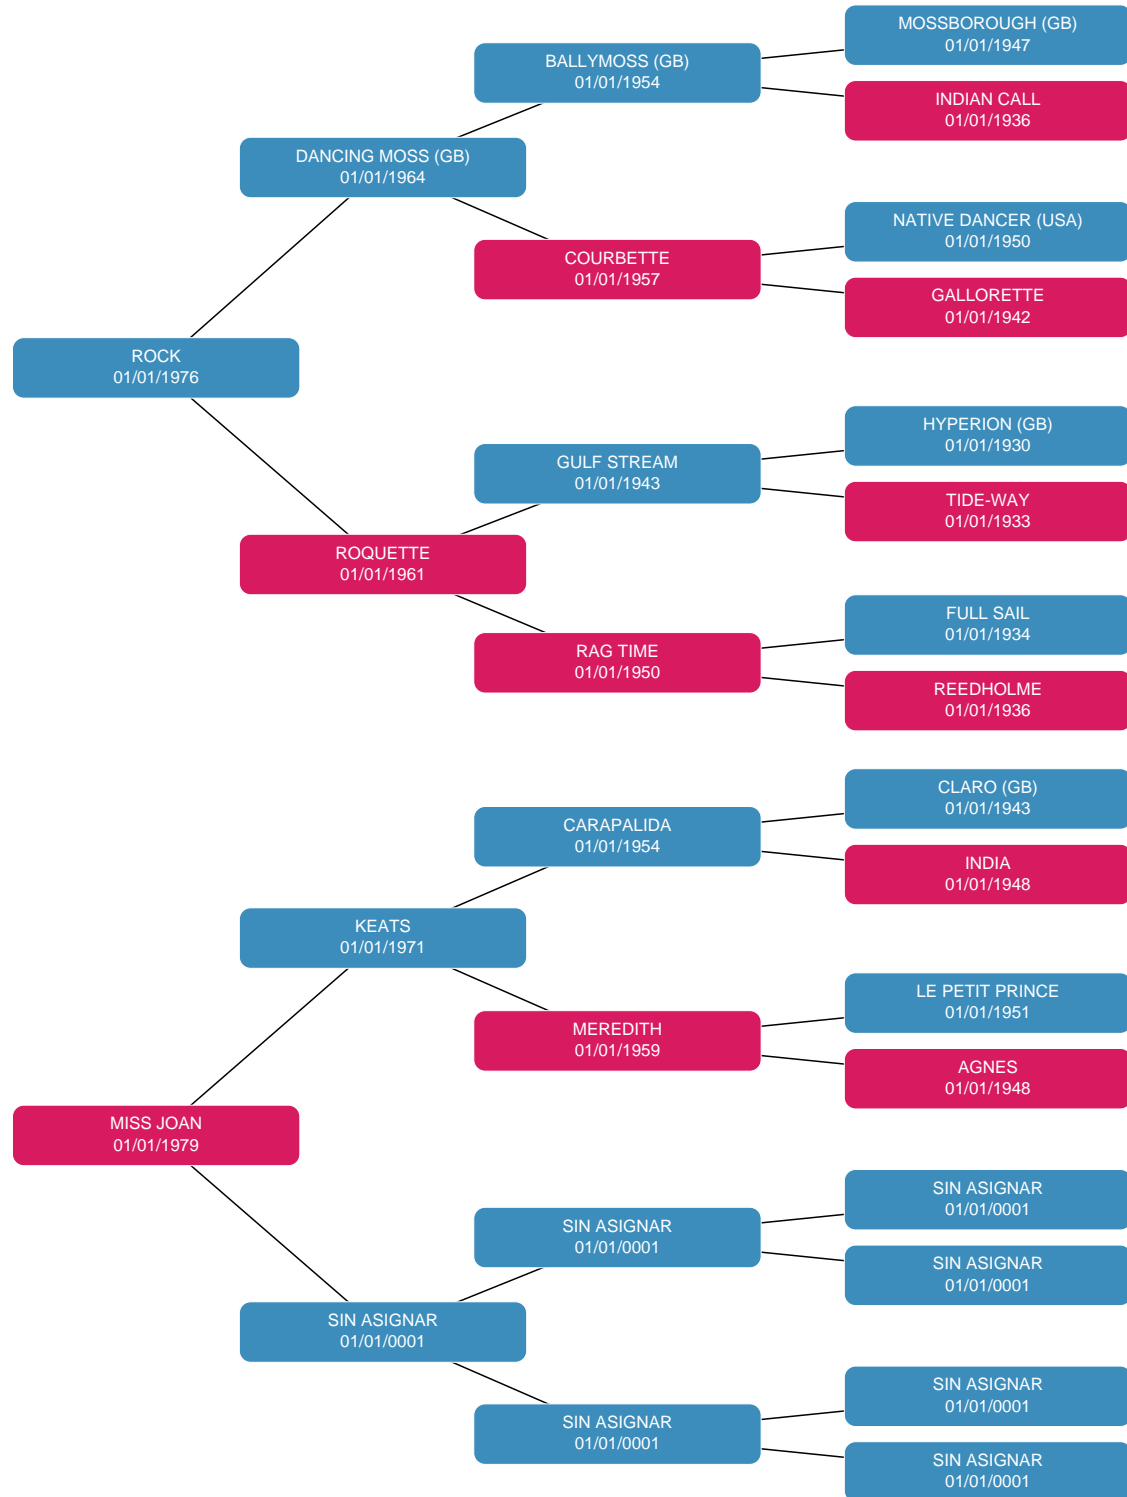 MOSSBOROUGH (GB)
01/01/1947
BALLYMOSS (GB)
01/01/1954
INDIAN CALL
01/01/1936
DANCING MOSS (GB)
01/01/1964
NATIVE DANCER (USA)
01/01/1950
COURBETTE
01/01/1957
GALLORETTE
01/01/1942
ROCK
01/01/1976
HYPERION (GB)
01/01/1930
GULF STREAM
01/01/1943
TIDE-WAY
01/01/1933
ROQUETTE
01/01/1961
FULL SAIL
01/01/1934
RAG TIME
01/01/1950
REEDHOLME
01/01/1936
CLARO (GB)
01/01/1943
CARAPALIDA
01/01/1954
INDIA
01/01/1948
KEATS
01/01/1971
LE PETIT PRINCE
01/01/1951
MEREDITH
01/01/1959
AGNES
01/01/1948
MISS JOAN
01/01/1979
SIN ASIGNAR
01/01/0001
SIN ASIGNAR
01/01/0001
SIN ASIGNAR
01/01/0001
SIN ASIGNAR
01/01/0001
SIN ASIGNAR
01/01/0001
SIN ASIGNAR
01/01/0001
SIN ASIGNAR
01/01/0001